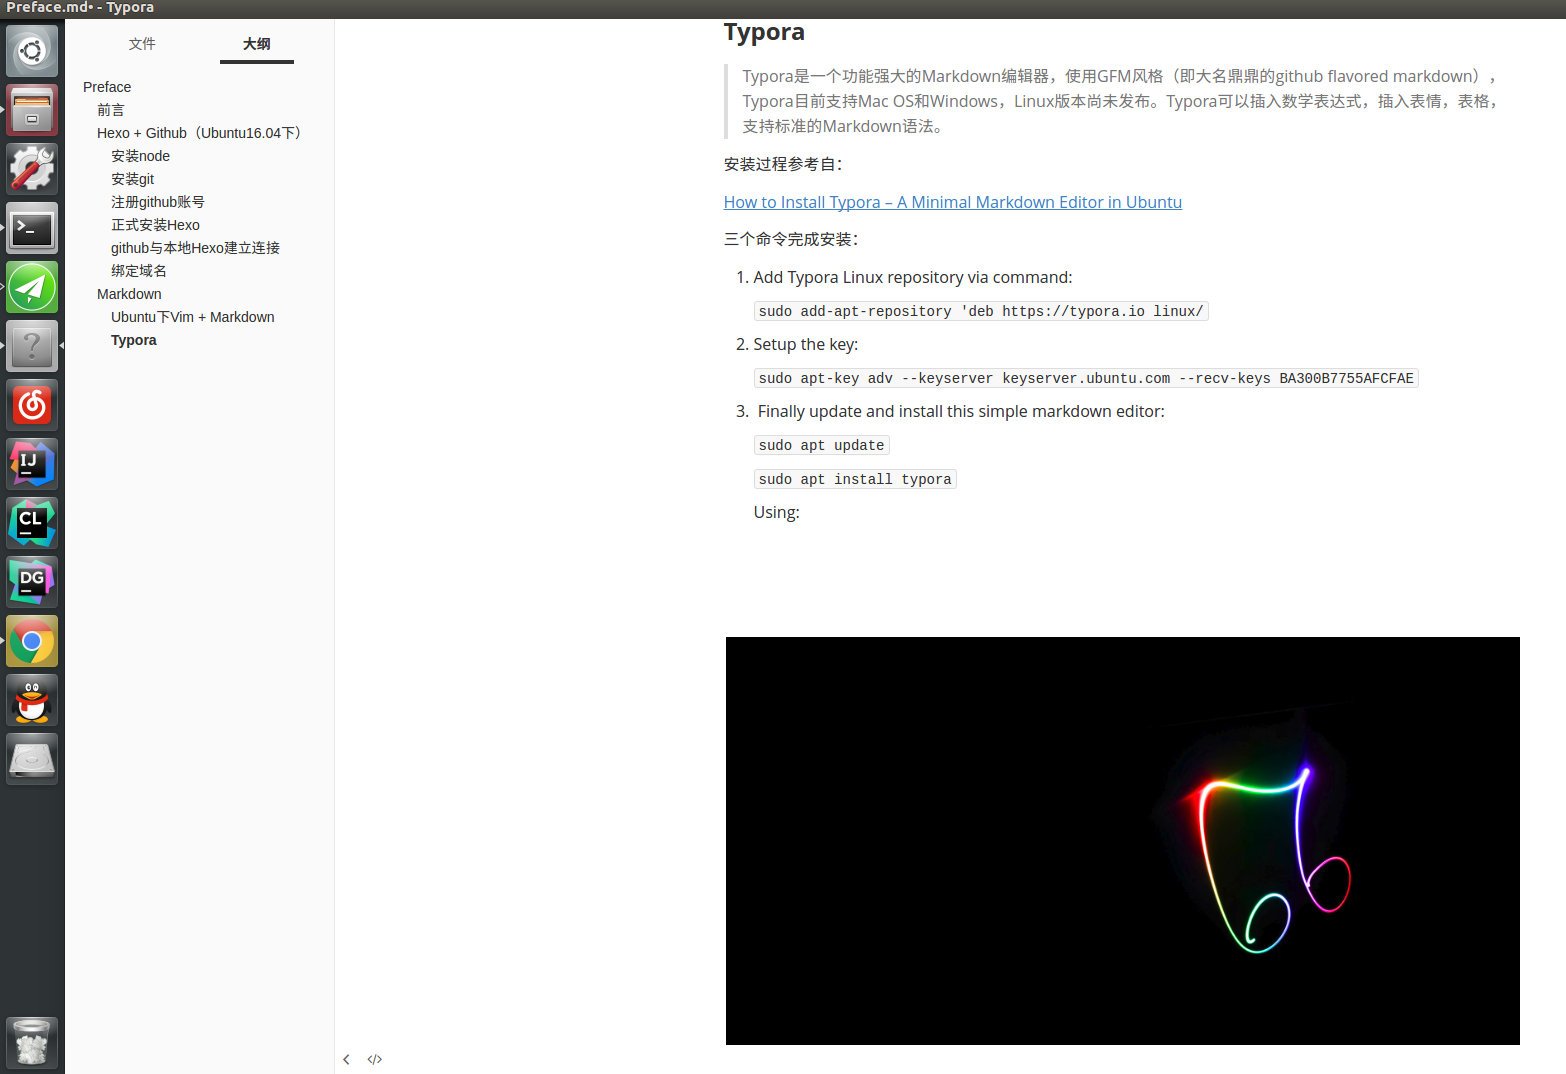 Preface.md• - Typora
文件 大纲
Preface
前言
Hexo + Github（Ubuntu16.04下）
安装node
安装git
注册github账号
正式安装Hexo
github与本地Hexo建立连接
绑定域名
Markdown
Ubuntu下Vim + Markdown
Typora
Typora
Typora是一个功能强大的Markdown编辑器，使用GFM风格（即大名鼎鼎的github flavored markdown），
Typora目前支持Mac OS和Windows，Linux版本尚未发布。Typora可以插入数学表达式，插入表情，表格，
支持标准的Markdown语法。
安装过程参考自：
How to Install Typora – A Minimal Markdown Editor in Ubuntu
三个命令完成安装：
1. Add Typora Linux repository via command:
sudo add-apt-repository 'deb https://typora.io linux/
2. Setup the key:
sudo apt-key adv --keyserver keyserver.ubuntu.com --recv-keys BA300B7755AFCFAE
3. Finally update and install this simple markdown editor:
sudo apt update
sudo apt install typora
Using:
>_
?
IJ
CL
DG